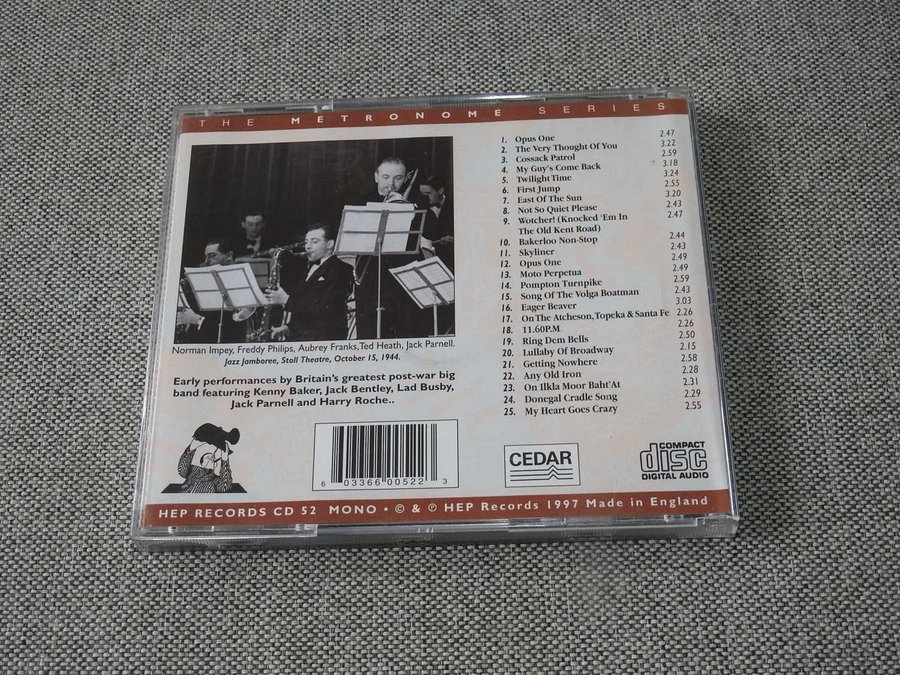 THE METRONOME SERIES
1. Opus One 2.47
2. The Very Thought Of You 3.22
3. Cossack Patrol 2.59
4. My Guy's Come Back 3.18
5. Twilight Time 3.24
6. First Jump 2.55
7. East Of The Sun 3.20
8. Not So Quiet Please 2.43
9. Wotcher! (Knocked 'Em In 2.47
The Old Kent Road)
10. Bakerloo Non-Stop 2.44
11. Skyliner 2.43
12. Opus One 2.49
13. Moto Perpetua 2.49
14. Pompton Turnpike 2.59
15. Song Of The Volga Boatman 2.43
16. Eager Beaver 3.03
17. On The Atcheson, Topeka & Santa Fe 2.26
18. 11.60P.M. 2.26
19. Ring Dem Bells 2.50
20. Lullaby Of Broadway 2.15
21. Getting Nowhere 2.58
22. Any Old Iron 2.28
23. On Ilkla Moor Baht'At 2.31
24. Donegal Cradle Song 2.29
25. My Heart Goes Crazy 2.55
Norman Impey, Freddy Philips, Aubrey Franks, Ted Heath, Jack Parnell.
Jazz Jamboree, Stoll Theatre, October 15, 1944.
Early performances by Britain's greatest post-war big
band featuring Kenny Baker, Jack Bentley, Lad Busby,
Jack Parnell and Harry Roche..
6 03366 00522 3
CEDAR
COMPACT
disc
DIGITAL AUDIO
HEP RECORDS CD 52 MONO • © & ℗ HEP Records 1997 Made in England